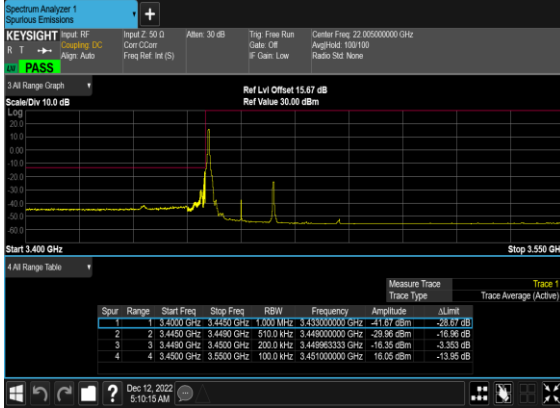 Spectrum Analyzer 1
Spurious Emissions
KEYSIGHT Input: RF Input Z: 50 Ω Atten: 30 dB Trig: Free Run Center Freq: 22.005000000 GHz
R T Coupling: DC Corr CCorr Gate: Off Avg|Hold: 100/100
Align: Auto Freq Ref: Int (S) IF Gain: Low Radio Std: None
LXI PASS
3 All Range Graph
Ref Lvl Offset 15.67 dB
Scale/Div 10.0 dB Ref Value 30.00 dBm
Log
20.0
10.0
0.00
-10.0
-20.0
-30.0
-40.0
-50.0
-60.0
Start 3.400 GHz Stop 3.550 GH
4 All Range Table
Measure Trace Trace 1
Trace Type Trace Average (Active)
Spur Range Start Freq Stop Freq RBW Frequency Amplitude ΔLimit
1 1 3.4000 GHz 3.4450 GHz 1.000 MHz 3.433000000 GHz -41.67 dBm -28.67 dB
2 2 3.4450 GHz 3.4490 GHz 510.0 kHz 3.449000000 GHz -29.96 dBm -16.96 dB
3 3 3.4490 GHz 3.4500 GHz 200.0 kHz 3.449963333 GHz -16.35 dBm -3.353 dB
4 4 3.4500 GHz 3.5500 GHz 100.0 kHz 3.451000000 GHz 16.05 dBm -13.95 dB
Dec 12, 2022
5:10:15 AM